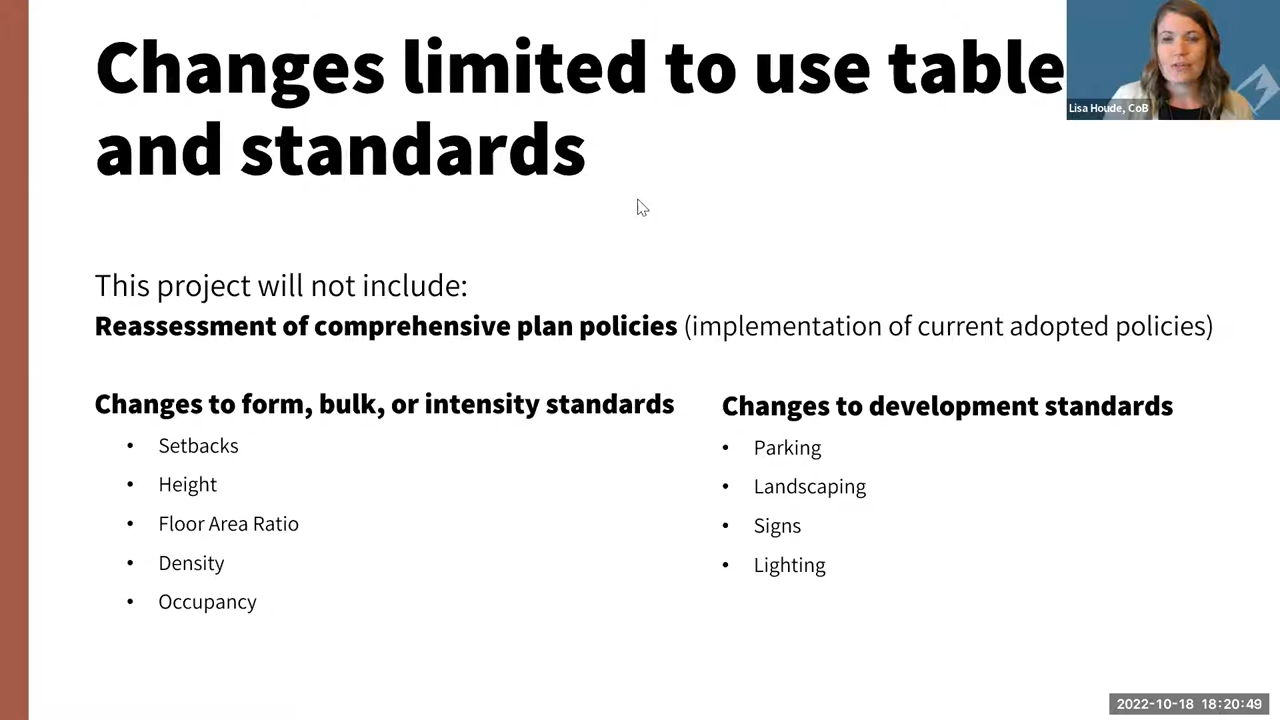 Changes limited to use table
and standards
Lisa Houde, CoB
This project will not include:
Reassessment of comprehensive plan policies (implementation of current adopted policies)
Changes to form, bulk, or intensity standards
• Setbacks
• Height
• Floor Area Ratio
• Density
• Occupancy
Changes to development standards
• Parking
• Landscaping
• Signs
• Lighting
2022-10-18 18:20:49